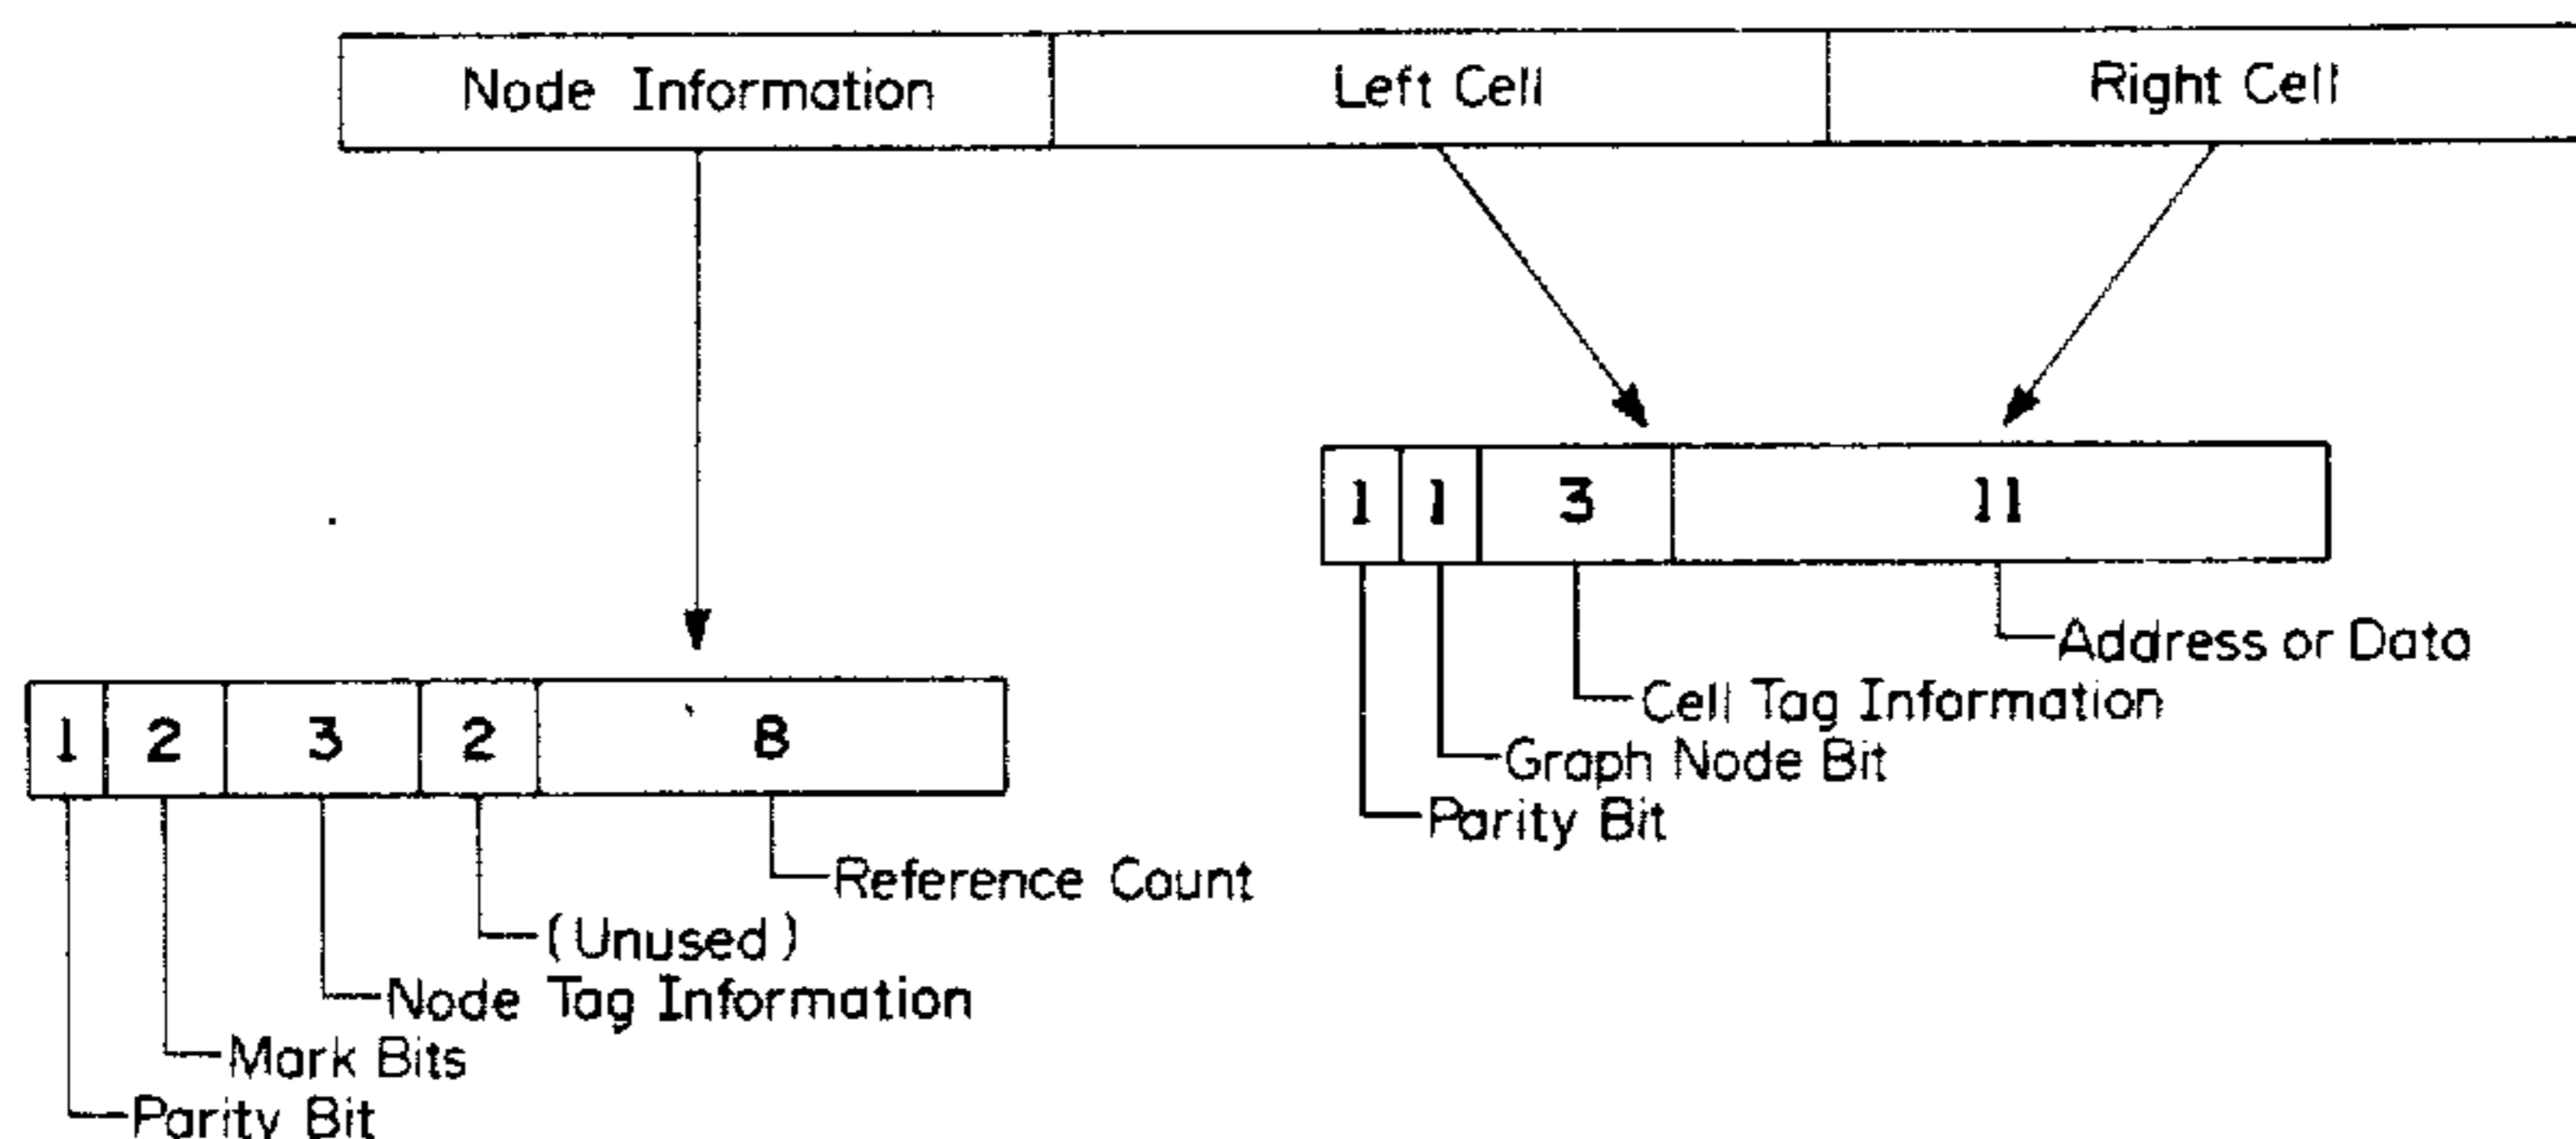 Node Information Left Cell Right Cell
1 1 3 11
Address or Data
Cell Tag Information
Graph Node Bit
Parity Bit
1 2 3 2 8
Reference Count
(Unused)
Node Tag Information
Mark Bits
Parity Bit